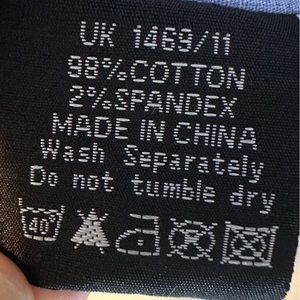 UK 1469/11
98%COTTON
2%SPANDEX
MADE IN CHINA
Wash Separately
Do not tumble dry
40